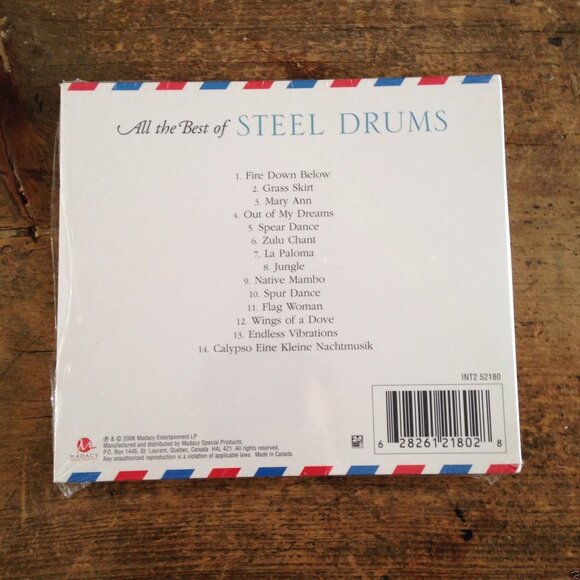 All the Best of STEEL DRUMS
1. Fire Down Below
2. Grass Skirt
3. Mary Ann
4. Out of My Dreams
5. Spear Dance
6. Zulu Chant
7. La Paloma
8. Jungle
9. Native Mambo
10. Spur Dance
11. Flag Woman
12. Wings of a Dove
13. Endless Vibrations
14. Calypso Eine Kleine Nachtmusik
INT2 52180
6 28261 21802 8
MADACY
℗ & © 2006 Madacy Entertainment LP
Manufactured and distributed by Madacy Special Products,
P.O. Box 1445, St. Laurent, Quebec, Canada H4L 4Z1 All rights reserved.
Any unauthorized reproduction is a violation of applicable laws. Made in Canada.